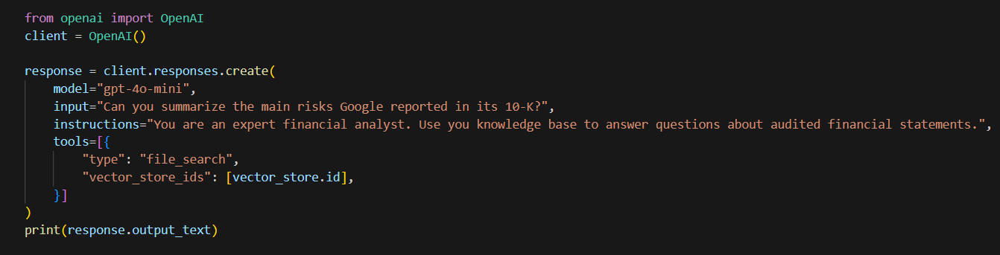 from openai import OpenAI
client = OpenAI()

response = client.responses.create(
    model="gpt-4o-mini",
    input="Can you summarize the main risks Google reported in its 10-K?",
    instructions="You are an expert financial analyst. Use you knowledge base to answer questions about audited financial statements.",
    tools=[{
        "type": "file_search",
        "vector_store_ids": [vector_store.id],
    }]
)
print(response.output_text)